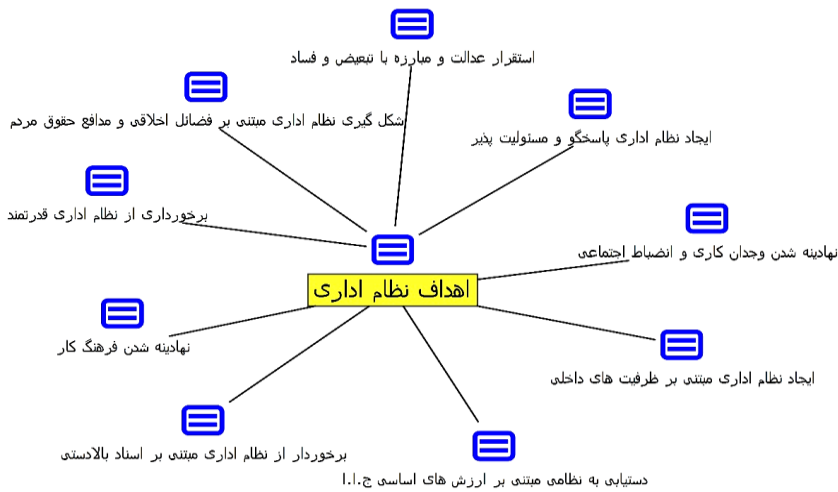 استقرار عدالت و مبارزه با تبعیض و فساد
شکل گیری نظام اداری مبتنی بر فضائل اخلاقی و مدافع حقوق مردم
ایجاد نظام اداری پاسخگو و مسئولیت پذیر
برخورداری از نظام اداری قدرتمند
نهادینه شدن وجدان کاری و انضباط اجتماعی
اهداف نظام اداری
نهادینه شدن فرهنگ کار
ایجاد نظام اداری مبتنی بر ظرفیت های داخلی
برخوردار از نظام اداری مبتنی بر اسناد بالادستی
دستیابی به نظامی مبتنی بر ارزش های اساسی ج.ا.ا